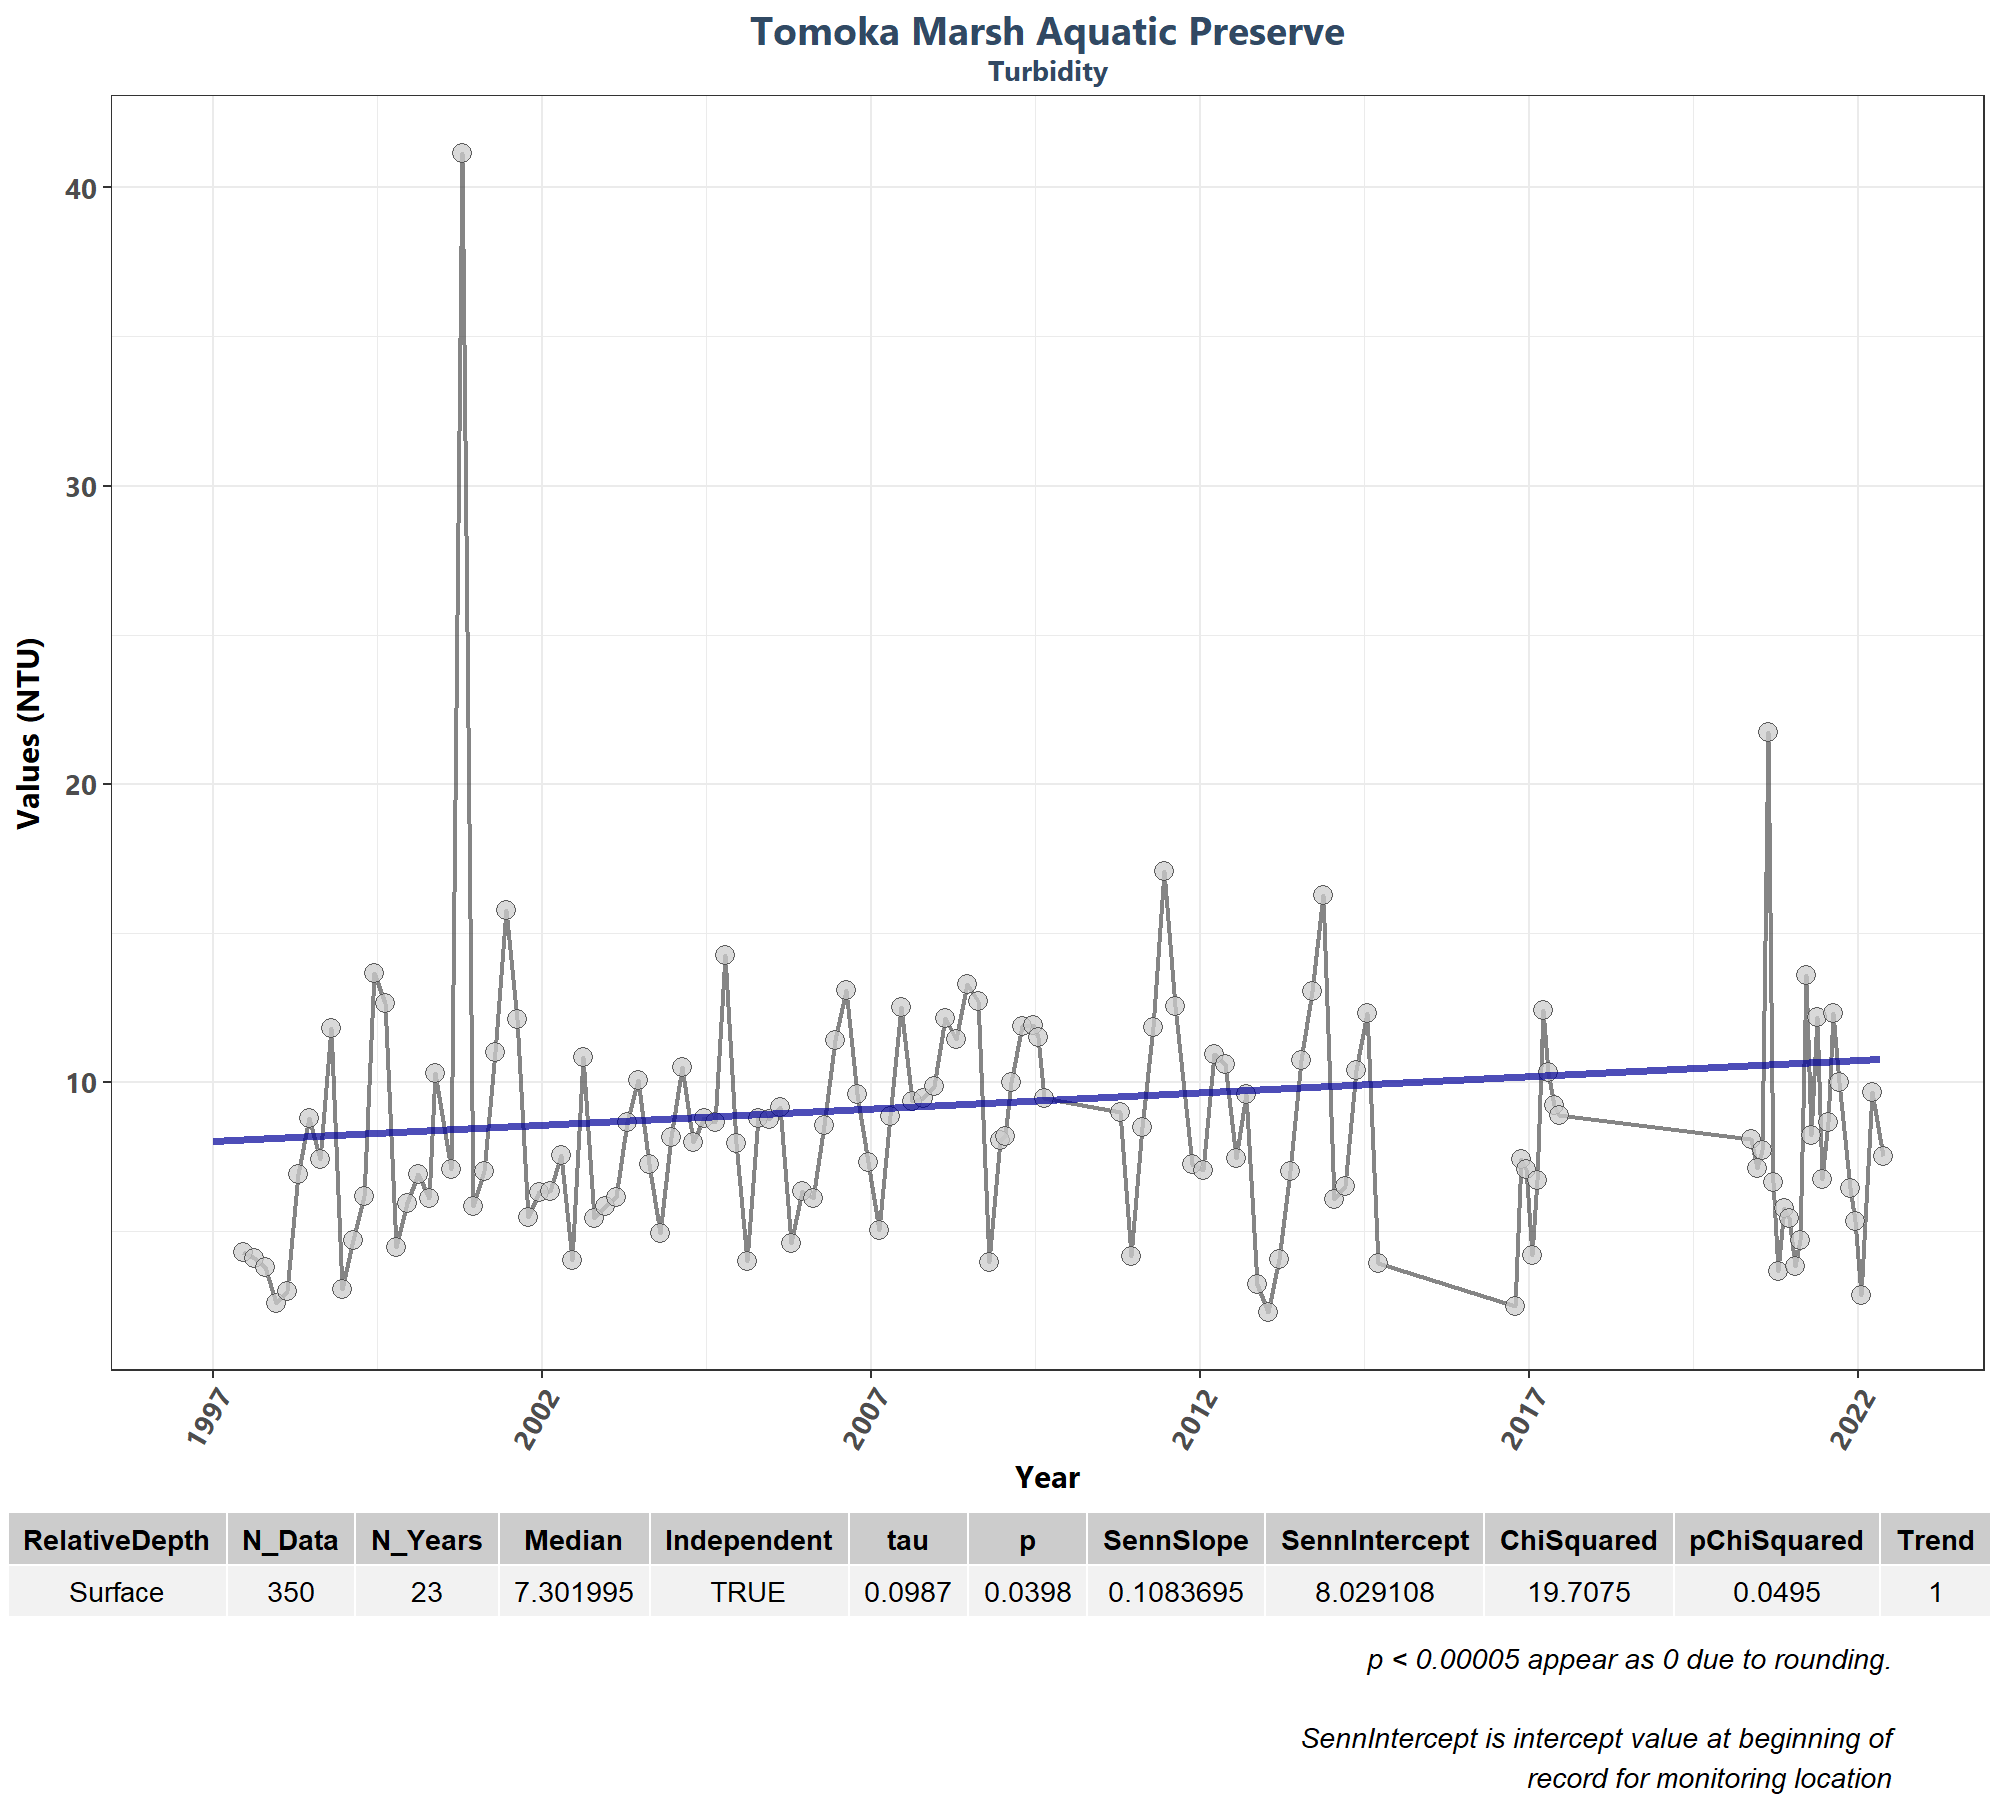 Tomoka Marsh Aquatic Preserve
Turbidity
Values (NTU)
40
30
20
10
1997 2002 2007 2012 2017 2022
Year
RelativeDepth N_Data N_Years Median Independent tau p SennSlope SennIntercept ChiSquared pChiSquared Trend
Surface 350 23 7.301995 TRUE 0.0987 0.0398 0.1083695 8.029108 19.7075 0.0495 1
p < 0.00005 appear as 0 due to rounding.
SennIntercept is intercept value at beginning of
record for monitoring location